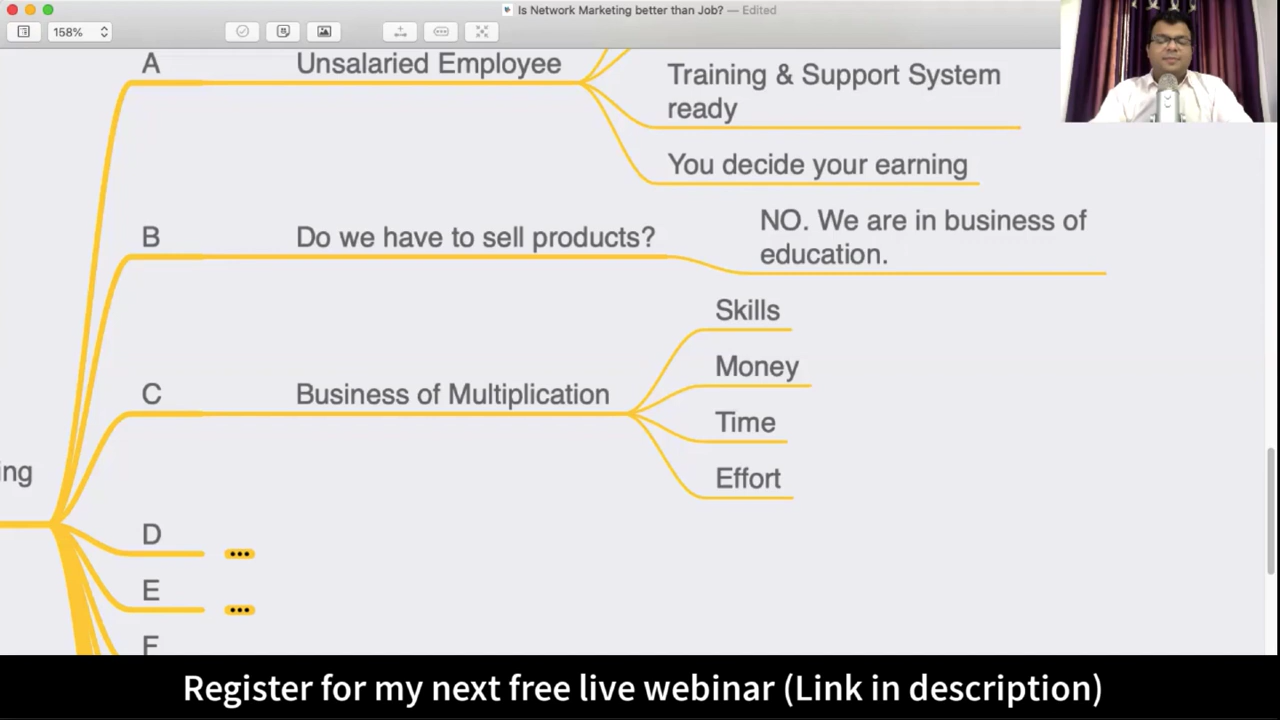 Is Network Marketing better than Job? — Edited
158%
A
Unsalaried Employee
Training & Support System
ready
You decide your earning
B
Do we have to sell products?
NO. We are in business of
education.
C
Business of Multiplication
Skills
Money
Time
Effort
ing
D
E
F
Register for my next free live webinar (Link in description)